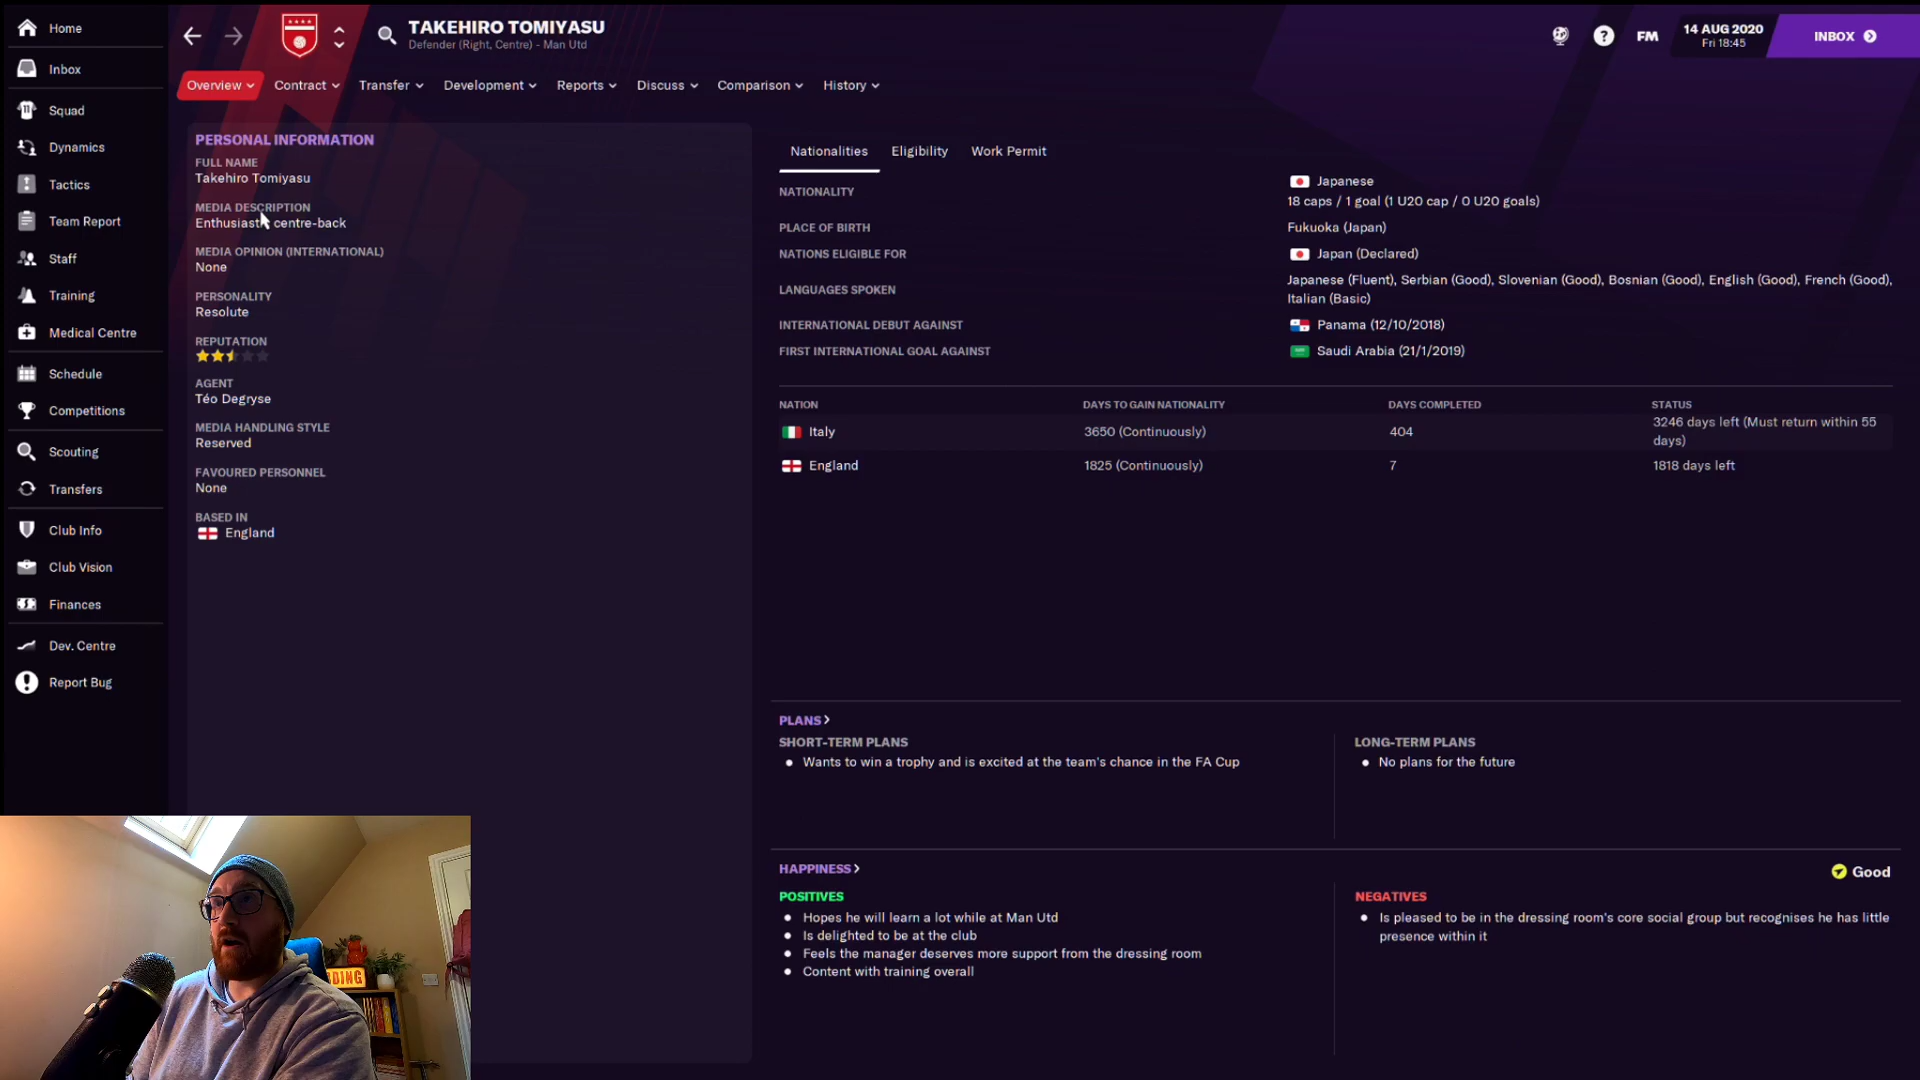 Home
Inbox
Squad
Dynamics
Tactics
Team Report
Staff
Training
Medical Centre
Schedule
Competitions
Scouting
Transfers
Club Info
Club Vision
Finances
Dev. Centre
Report Bug
TAKEHIRO TOMIYASU
Defender (Right, Centre) - Man Utd
FM
14 AUG 2020
Fri 18:45
INBOX
Overview
Contract
Transfer
Development
Reports
Discuss
Comparison
History
PERSONAL INFORMATION
FULL NAME
Takehiro Tomiyasu
MEDIA DESCRIPTION
Enthusiastic centre-back
MEDIA OPINION (INTERNATIONAL)
None
PERSONALITY
Resolute
REPUTATION
AGENT
Téo Degryse
MEDIA HANDLING STYLE
Reserved
FAVOURED PERSONNEL
None
BASED IN
England
Nationalities
Eligibility
Work Permit
NATIONALITY
Japanese
18 caps / 1 goal (1 U20 cap / 0 U20 goals)
PLACE OF BIRTH
Fukuoka (Japan)
NATIONS ELIGIBLE FOR
Japan (Declared)
LANGUAGES SPOKEN
Japanese (Fluent), Serbian (Good), Slovenian (Good), Bosnian (Good), English (Good), French (Good),
Italian (Basic)
INTERNATIONAL DEBUT AGAINST
Panama (12/10/2018)
FIRST INTERNATIONAL GOAL AGAINST
Saudi Arabia (21/1/2019)
NATION DAYS TO GAIN NATIONALITY DAYS COMPLETED STATUS
Italy 3650 (Continuously) 404 3246 days left (Must return within 55
days)
England 1825 (Continuously) 7 1818 days left
PLANS
SHORT-TERM PLANS
Wants to win a trophy and is excited at the team's chance in the FA Cup
LONG-TERM PLANS
No plans for the future
HAPPINESS
Good
POSITIVES
Hopes he will learn a lot while at Man Utd
Is delighted to be at the club
Feels the manager deserves more support from the dressing room
Content with training overall
NEGATIVES
Is pleased to be in the dressing room's core social group but recognises he has little
presence within it
DING